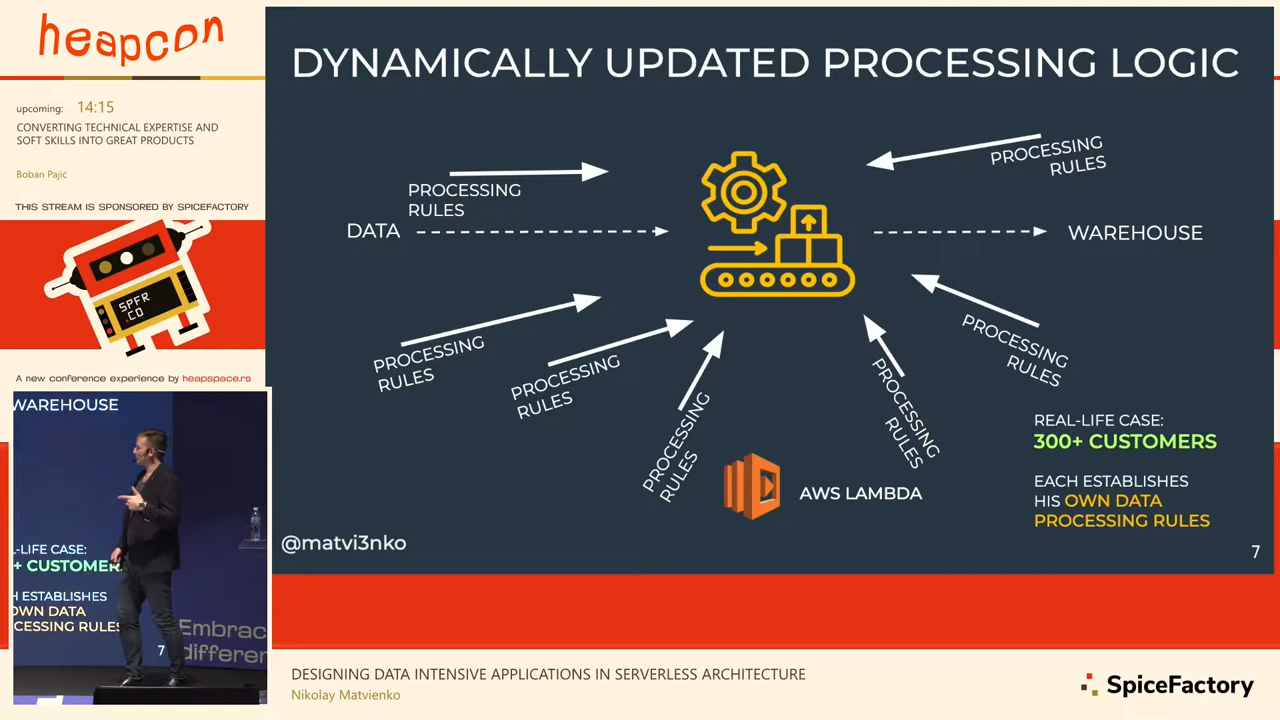 heapcon
upcoming: 14:15
CONVERTING TECHNICAL EXPERTISE AND
SOFT SKILLS INTO GREAT PRODUCTS
Boban Pajić
THIS STREAM IS SPONSORED BY SPICEFACTORY
SPFR
.CO
A new conference experience by heapspace.rs
WAREHOUSE
L-LIFE CASE:
+ CUSTOMER
H ESTABLISHES
OWN DATA
CESSING RULES
7
Embrac
differen
DYNAMICALLY UPDATED PROCESSING LOGIC
PROCESSING
RULES
PROCESSING
RULES
DATA
WAREHOUSE
PROCESSING
RULES
PROCESSING
RULES
PROCESSING
RULES
PROCESSING
RULES
PROCESSING
RULES
REAL-LIFE CASE:
300+ CUSTOMERS
EACH ESTABLISHES
HIS OWN DATA
PROCESSING RULES
AWS LAMBDA
@matvi3nko
7
DESIGNING DATA INTENSIVE APPLICATIONS IN SERVERLESS ARCHITECTURE
Nikolay Matvienko
SpiceFactory